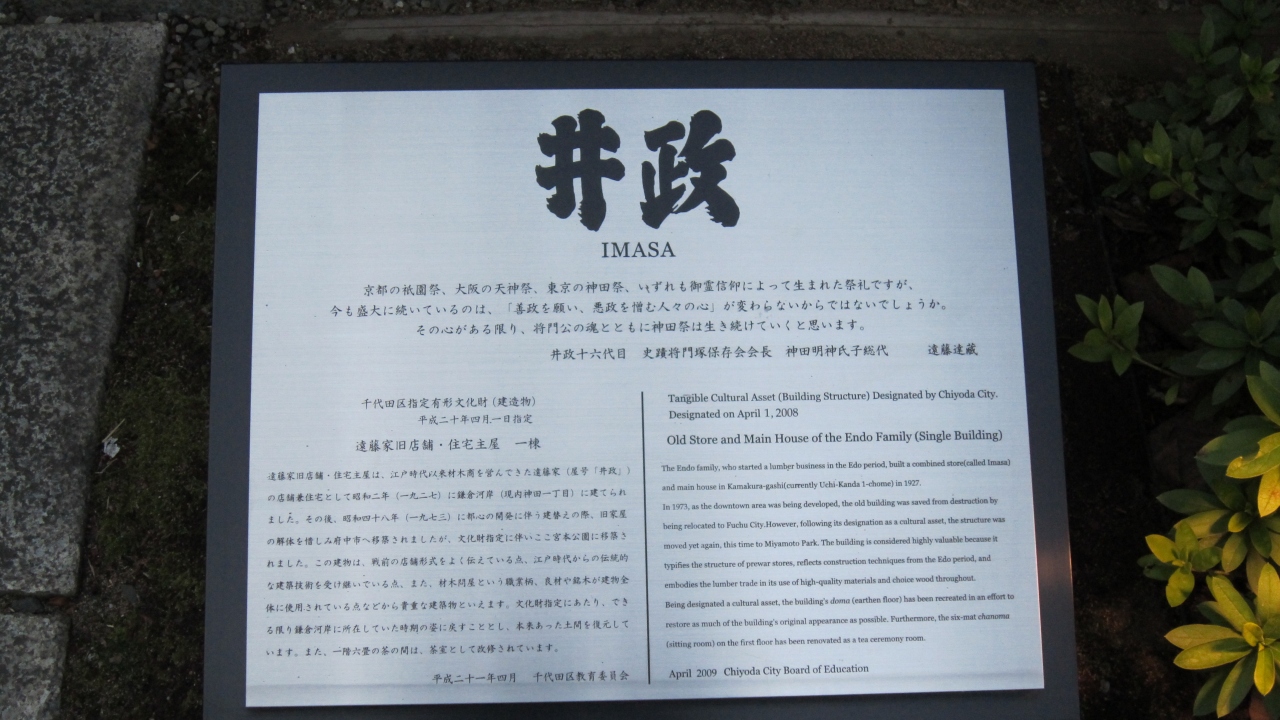 井政
IMASA
京都の祇園祭、大阪の天神祭、東京の神田祭、いずれも御霊信仰によって生まれた祭礼ですが、
今も盛大に続いているのは、「善政を願い、悪政を憎む人々の心」が変わらないからではないでしょうか。
その心がある限り、将門公の魂とともに神田祭は生き続けていくと思います。
井政十六代目 史蹟将門塚保存会会長 神田明神氏子総代 遠藤達藏
千代田区指定有形文化財（建造物）
平成二十年四月一日指定
遠藤家旧店舗・住宅主屋 一棟
遠藤家旧店舗・住宅主屋は、江戸時代以来材木商を営んできた遠藤家（屋号「井政」）
の店舗兼住宅として昭和二年（一九二七）に鎌倉河岸（現内神田一丁目）に建てられ
ました。その後、昭和四十八年（一九七三）に都心の開発に伴う建替えの際、旧家屋
の解体を惜しみ府中市へ移築されましたが、文化財指定に伴いここ宮本公園に移築さ
れました。この建物は、戦前の店舗形式をよく伝えている点、江戸時代からの伝統的
な建築技術を受け継いでいる点、また、材木問屋という職業柄、良材や銘木が建物全
体に使用されている点などから貴重な建築物といえます。文化財指定にあたり、でき
る限り鎌倉河岸に所在していた時期の姿に戻すこととし、本来あった土間を復元して
います。また、一階六畳の茶の間は、茶室として改修されています。
平成二十一年四月 千代田区教育委員会
Tangible Cultural Asset (Building Structure) Designated by Chiyoda City.
Designated on April 1, 2008
Old Store and Main House of the Endo Family (Single Building)
The Endo family, who started a lumber business in the Edo period, built a combined store(called Imasa)
and main house in Kamakura-gashi(currently Uchi-Kanda 1-chome) in 1927.
In 1973, as the downtown area was being developed, the old building was saved from destruction by
being relocated to Fuchu City.However, following its designation as a cultural asset, the structure was
moved yet again, this time to Miyamoto Park. The building is considered highly valuable because it
typifies the structure of prewar stores, reflects construction techniques from the Edo period, and
embodies the lumber trade in its use of high-quality materials and choice wood throughout.
Being designated a cultural asset, the building's doma (earthen floor) has been recreated in an effort to
restore as much of the building's original appearance as possible. Furthermore, the six-mat chanoma
(sitting room) on the first floor has been renovated as a tea ceremony room.
April 2009 Chiyoda City Board of Education